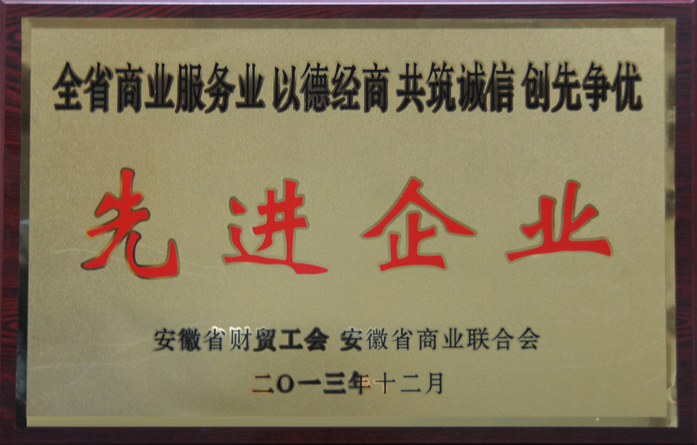 全省商业服务业 以德经商 共筑诚信 创先争优
先进企业
安徽省财贸工会 安徽省商业联合会
二〇一三年十二月